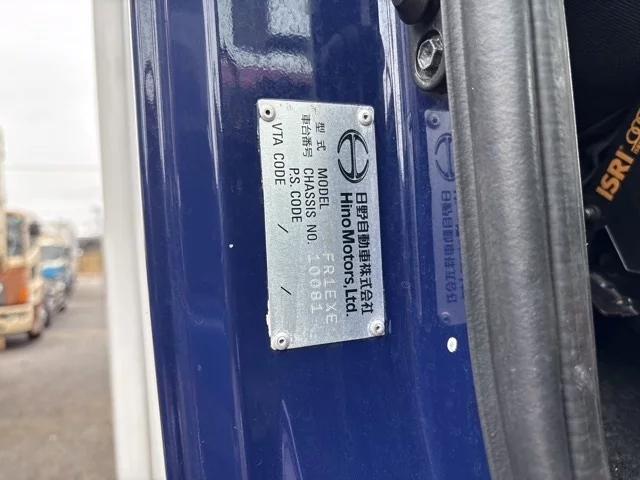 日野自動車株式会社
Hino Motors, Ltd.
型式 MODEL FR1EXE
車台番号 CHASSIS NO. 10081
P.S. CODE /
VTA CODE /
ISRI